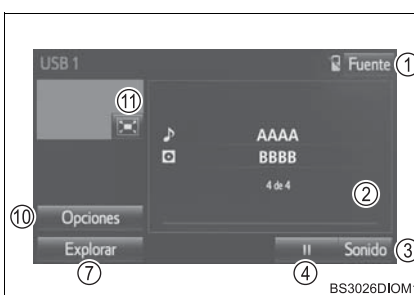 USB 1
Fuente 1
11
AAAA
BBBB
4 de 4
2
10 Opciones
Explorar
Sonido 3
7
4
BS3026DIOM